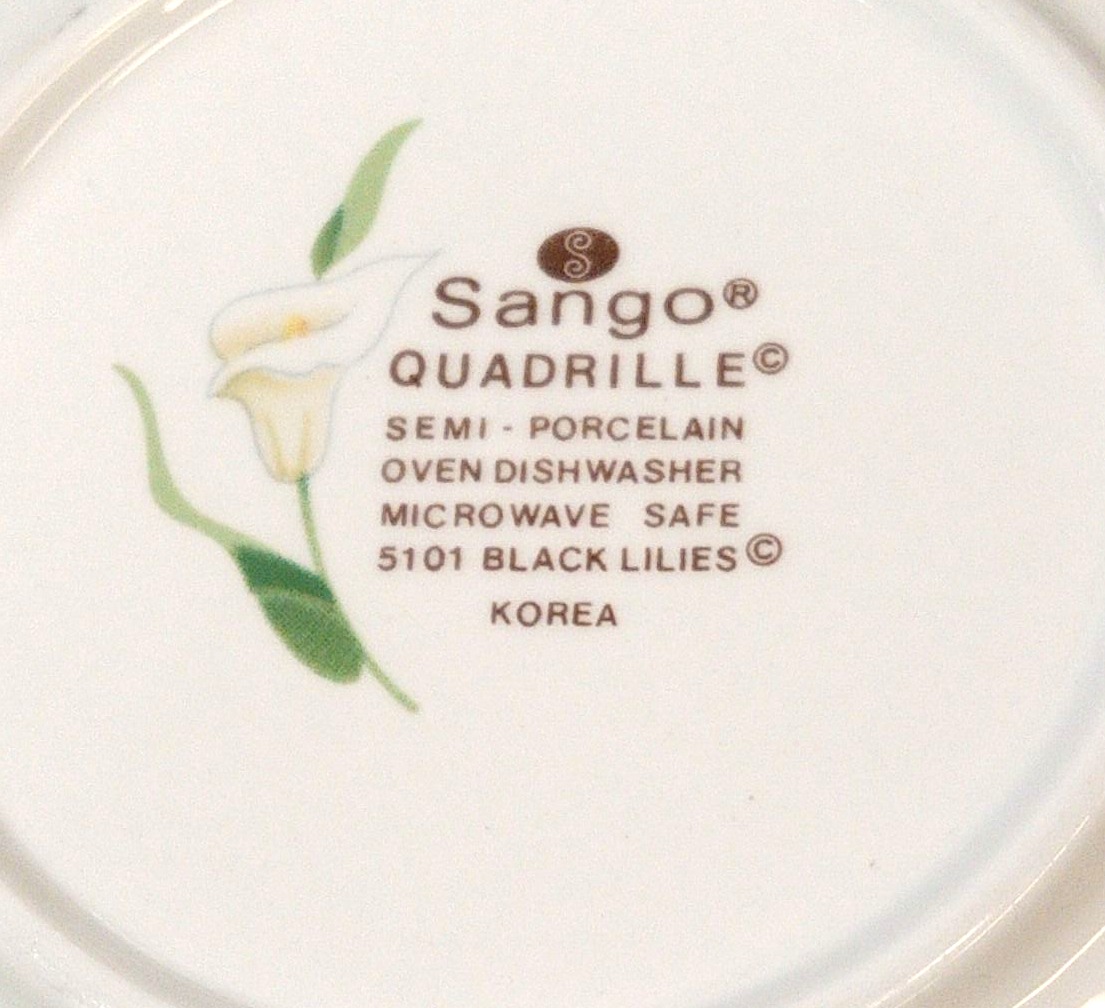 S
Sango®
QUADRILLE©
SEMI - PORCELAIN
OVEN DISHWASHER
MICROWAVE SAFE
5101 BLACK LILIES©
KOREA